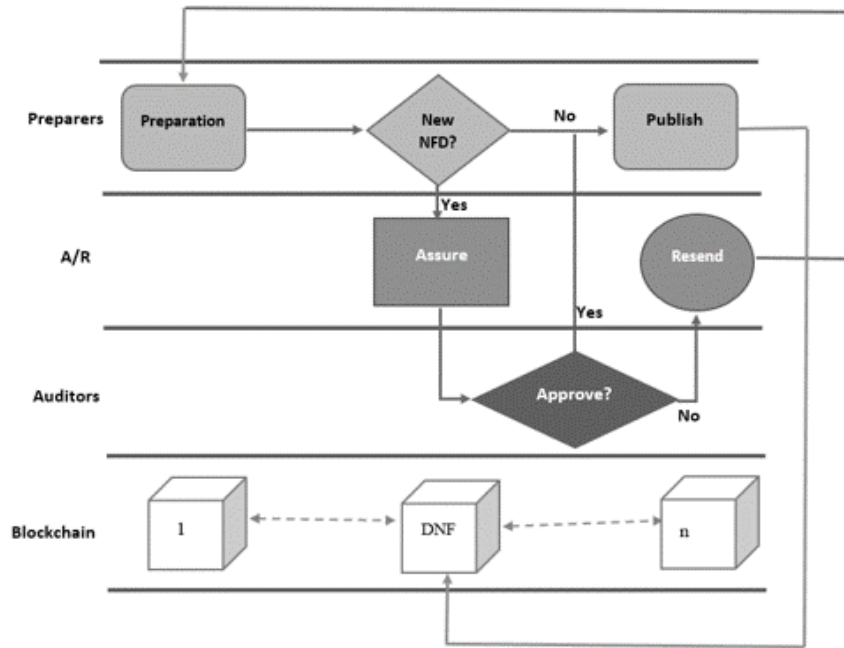 Preparers
Preparation
New
NFD?
No
Publish
Yes
A/R
Assure
Resend
Yes
Auditors
Approve?
No
Blockchain
1
DNF
n